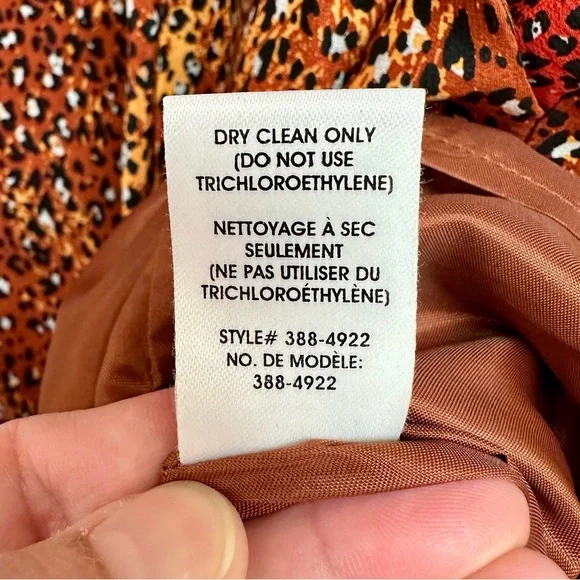 DRY CLEAN ONLY
(DO NOT USE
TRICHLOROETHYLENE)
NETTOYAGE À SEC
SEULEMENT
(NE PAS UTILISER DU
TRICHLOROÉTHYLÈNE)
STYLE# 388-4922
NO. DE MODÈLE:
388-4922